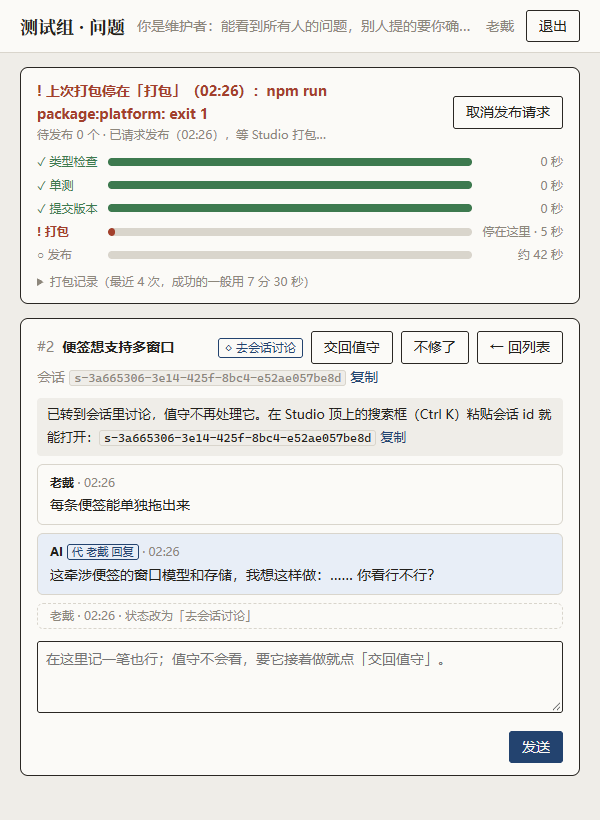 测试组 · 问题 你是维护者：能看到所有人的问题，别人提的要你确... 老戴 退出
! 上次打包停在「打包」（02:26）：npm run
package:platform: exit 1
取消发布请求
待发布 0 个 · 已请求发布（02:26），等 Studio 打包...
✓ 类型检查 0 秒
✓ 单测 0 秒
✓ 提交版本 0 秒
! 打包 停在这里 · 5 秒
○ 发布 约 42 秒
▶ 打包记录（最近 4 次，成功的一般用 7 分 30 秒）
#2 便签想支持多窗口 ◇ 去会话讨论 交回值守 不修了 ← 回列表
会话 s-3a665306-3e14-425f-8bc4-e52ae057be8d 复制
已转到会话里讨论，值守不再处理它。在 Studio 顶上的搜索框（Ctrl K）粘贴会话 id 就
能打开：s-3a665306-3e14-425f-8bc4-e52ae057be8d 复制
老戴 · 02:26
每条便签能单独拖出来
AI 代 老戴 回复 · 02:26
这牵涉便签的窗口模型和存储，我想这样做：…… 你看行不行？
老戴 · 02:26 · 状态改为「去会话讨论」
在这里记一笔也行；值守不会看，要它接着做就点「交回值守」。
发送